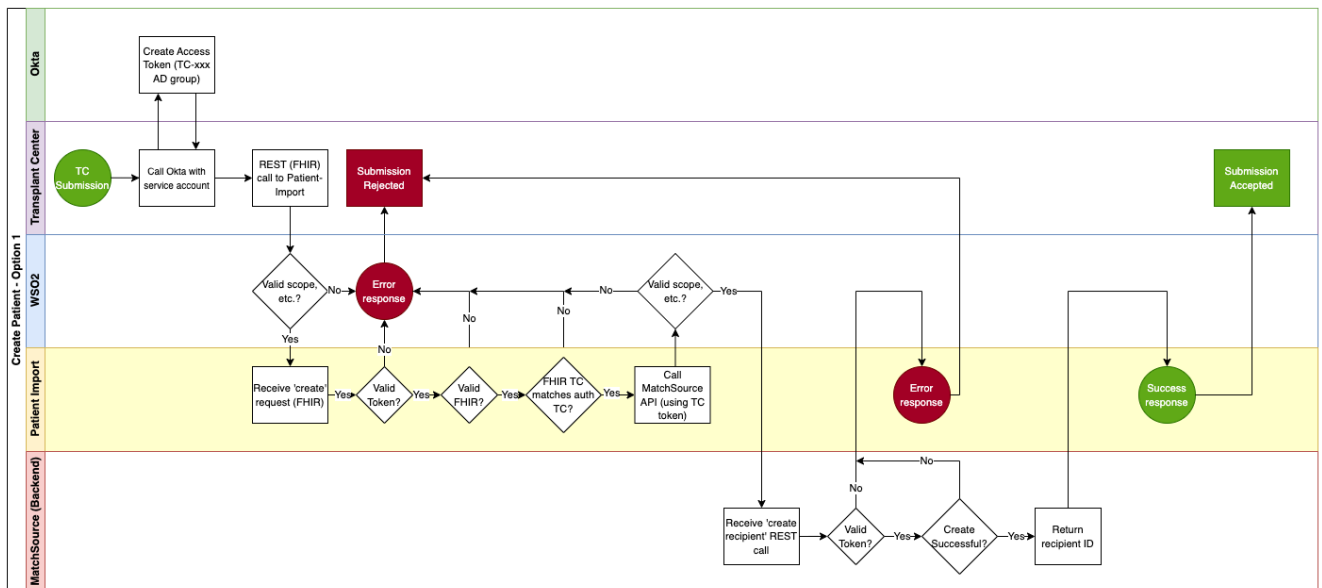 Create Patient - Option 1
Okta
Create Access
Token (TC-xxx
AD group)
Transplant Center
TC
Submission
Call Okta with
service account
REST (FHIR)
call to Patient-
Import
Submission
Rejected
Submission
Accepted
WSO2
Valid scope,
etc.?
No
Error
response
No
No
No
Valid scope,
etc.?
Yes
Yes
No
Patient Import
Receive 'create'
request (FHIR)
Yes
Valid
Token?
Yes
Valid
FHIR?
Yes
FHIR TC
matches auth
TC?
Yes
Call
MatchSource
API (using TC
token)
Error
response
Success
response
MatchSource (Backend)
No
No
Receive 'create
recipient' REST
call
Valid
Token?
Yes
Create
Successful?
Yes
Return
recipient ID